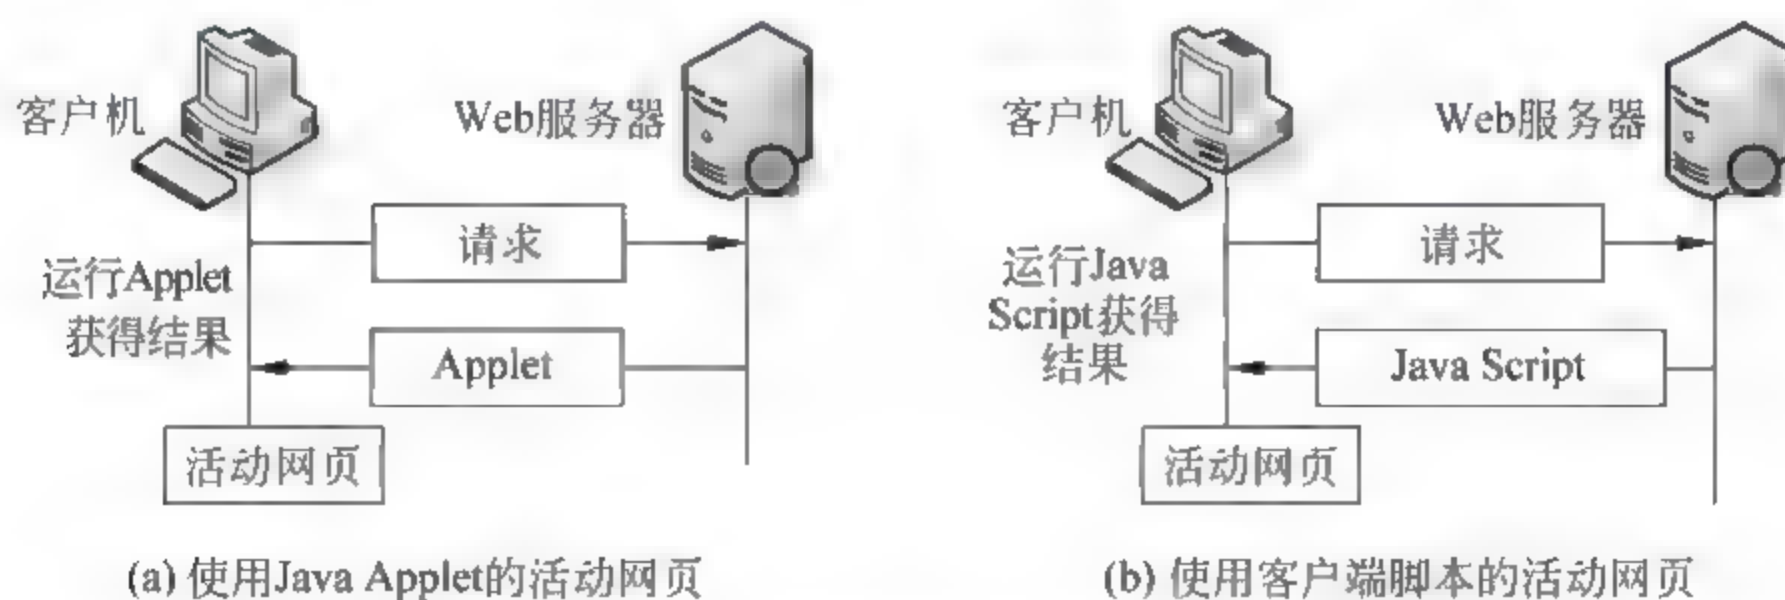 客户机
Web服务器
请求
运行Applet
获得结果
Applet
活动网页
(a) 使用Java Applet的活动网页
客户机
Web服务器
请求
运行Java
Script获得
结果
Java Script
活动网页
(b) 使用客户端脚本的活动网页